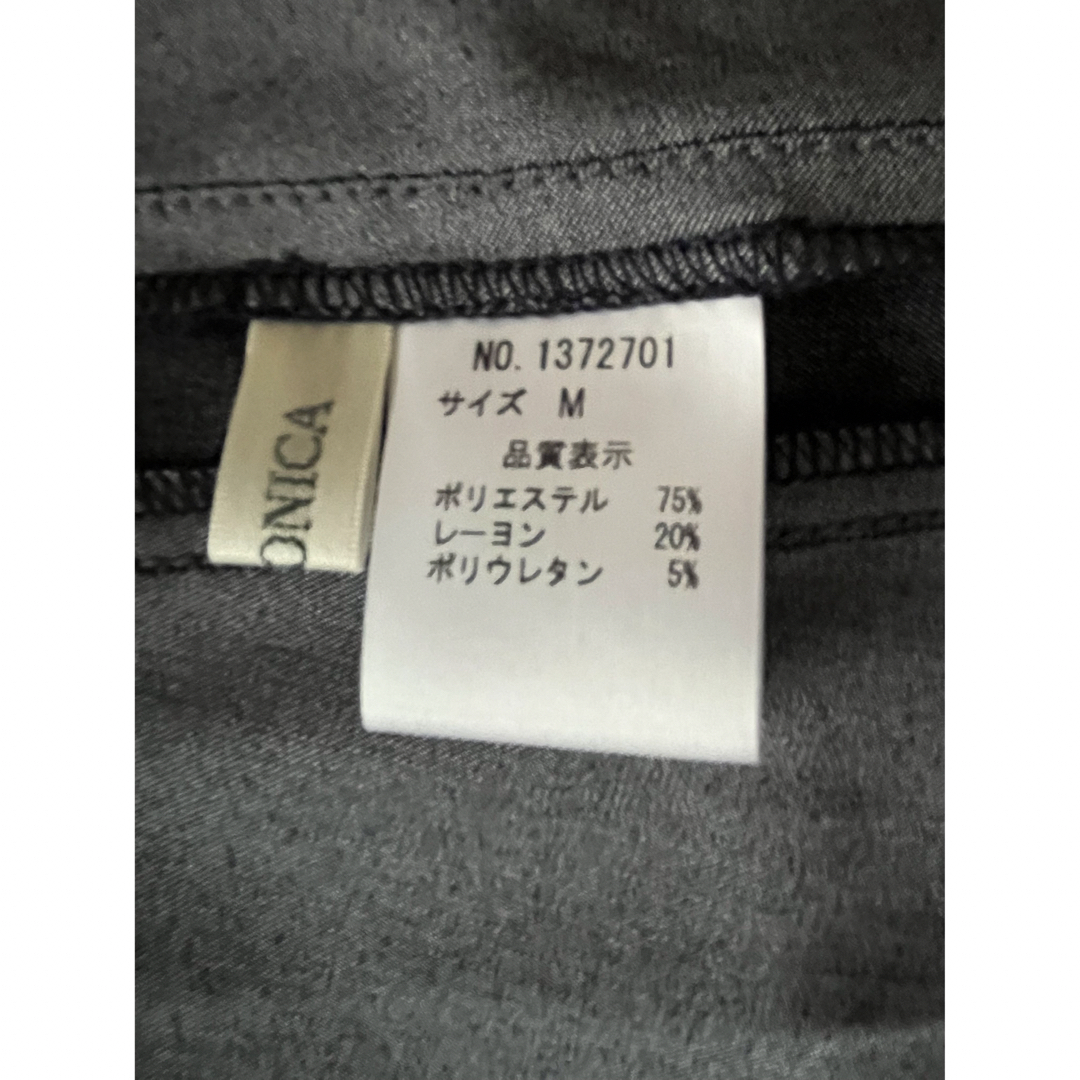 NO. 1372701
サイズ M
品質表示
ポリエステル 75%
レーヨン 20%
ポリウレタン 5%
ONICA